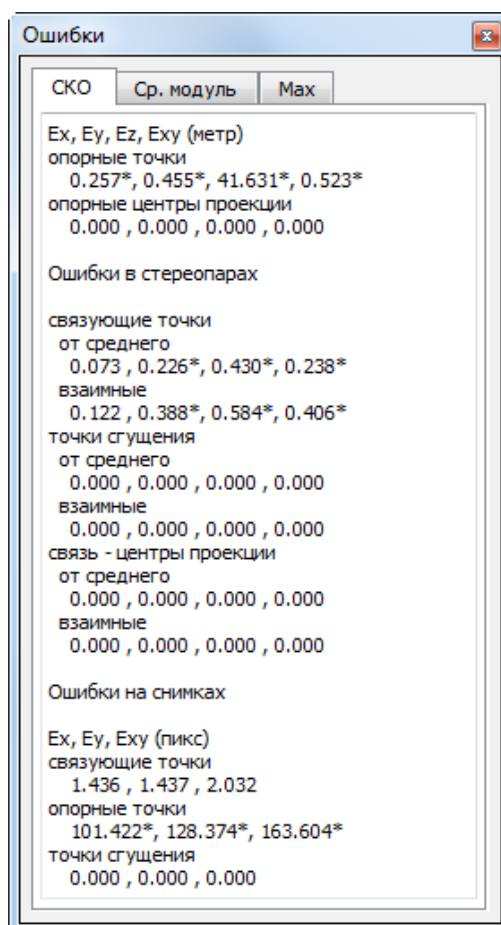 Ошибки
СКО Ср. модуль Max
Ex, Ey, Ez, Exy (метр)
опорные точки
0.257*, 0.455*, 41.631*, 0.523*
опорные центры проекции
0.000 , 0.000 , 0.000 , 0.000
Ошибки в стереопарах
связующие точки
от среднего
0.073 , 0.226*, 0.430*, 0.238*
взаимные
0.122 , 0.388*, 0.584*, 0.406*
точки сгущения
от среднего
0.000 , 0.000 , 0.000 , 0.000
взаимные
0.000 , 0.000 , 0.000 , 0.000
связь - центры проекции
от среднего
0.000 , 0.000 , 0.000 , 0.000
взаимные
0.000 , 0.000 , 0.000 , 0.000
Ошибки на снимках
Ex, Ey, Exy (пикс)
связующие точки
1.436 , 1.437 , 2.032
опорные точки
101.422*, 128.374*, 163.604*
точки сгущения
0.000 , 0.000 , 0.000